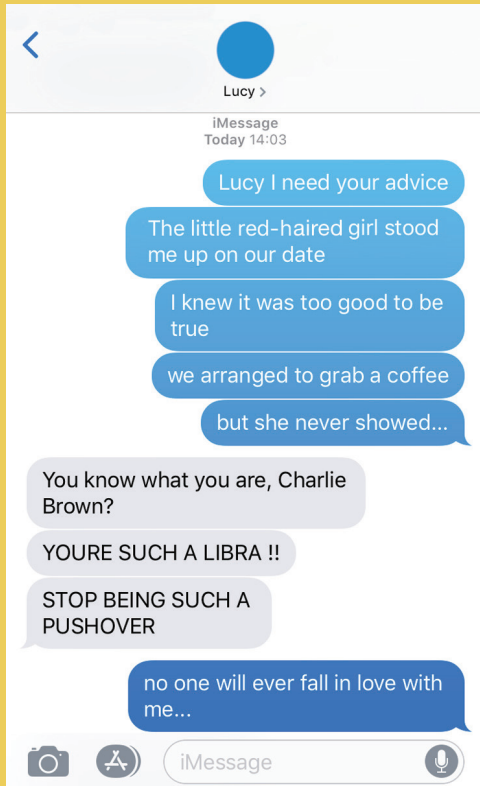 Lucy >
iMessage
Today 14:03
Lucy I need your advice
The little red-haired girl stood
me up on our date
I knew it was too good to be
true
we arranged to grab a coffee
but she never showed...
You know what you are, Charlie
Brown?
YOURE SUCH A LIBRA !!
STOP BEING SUCH A
PUSHOVER
no one will ever fall in love with
me...
iMessage